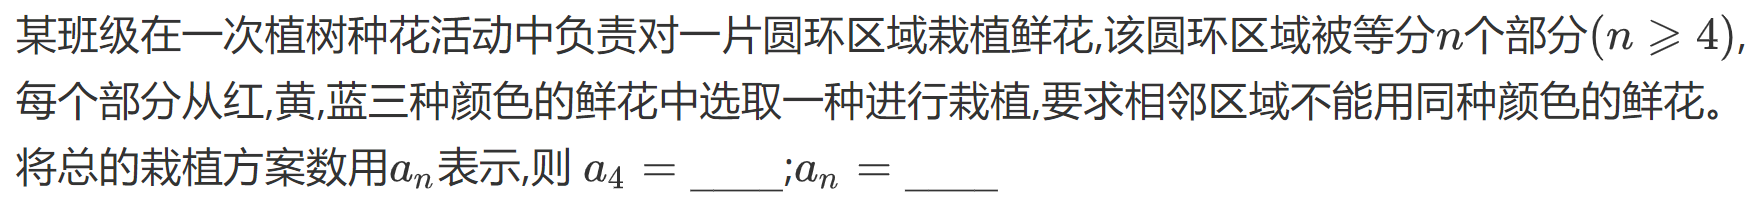 某班级在一次植树种花活动中负责对一片圆环区域栽植鲜花,该圆环区域被等分n个部分(n ⩾ 4),
每个部分从红,黄,蓝三种颜色的鲜花中选取一种进行栽植,要求相邻区域不能用同种颜色的鲜花。
将总的栽植方案数用aₙ表示,则 a₄ = ____;aₙ = ____